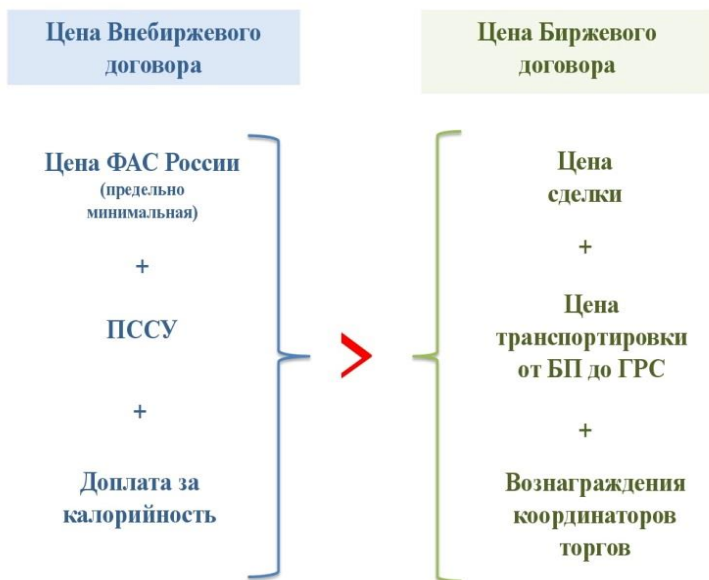 Цена Внебиржевого
договора
Цена ФАС России
(предельно
минимальная)
+
ПССУ
+
Доплата за
калорийность
>
Цена Биржевого
договора
Цена
сделки
+
Цена
транспортировки
от БП до ГРС
+
Вознаграждения
координаторов
торгов